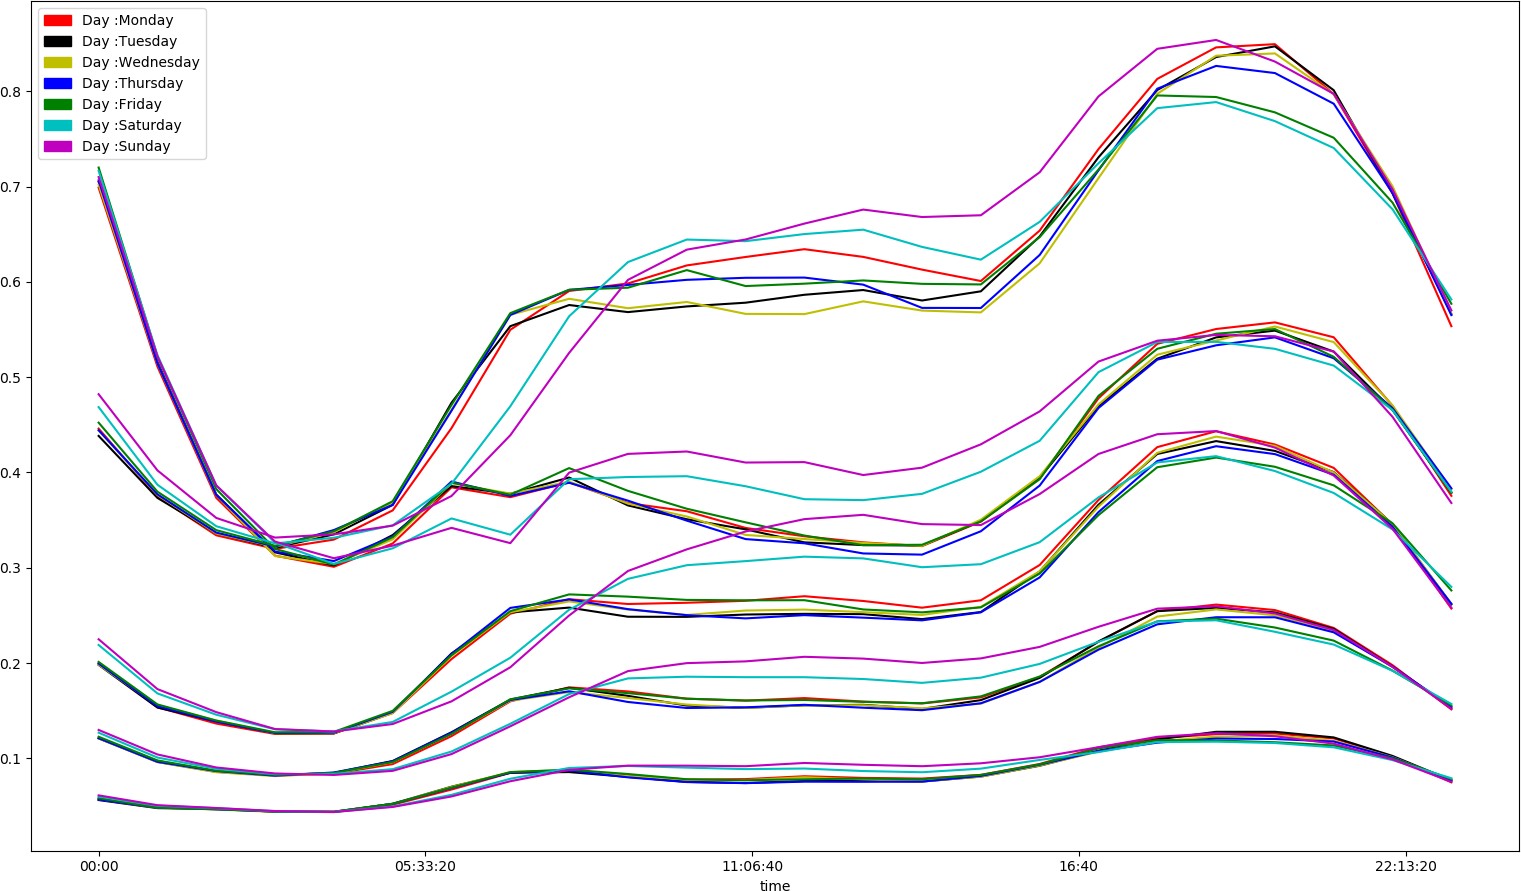 Day :Monday
Day :Tuesday
Day :Wednesday
Day :Thursday
Day :Friday
Day :Saturday
Day :Sunday
0.8
0.7
0.6
0.5
0.4
0.3
0.2
0.1
00:00 05:33:20 11:06:40 16:40 22:13:20
time